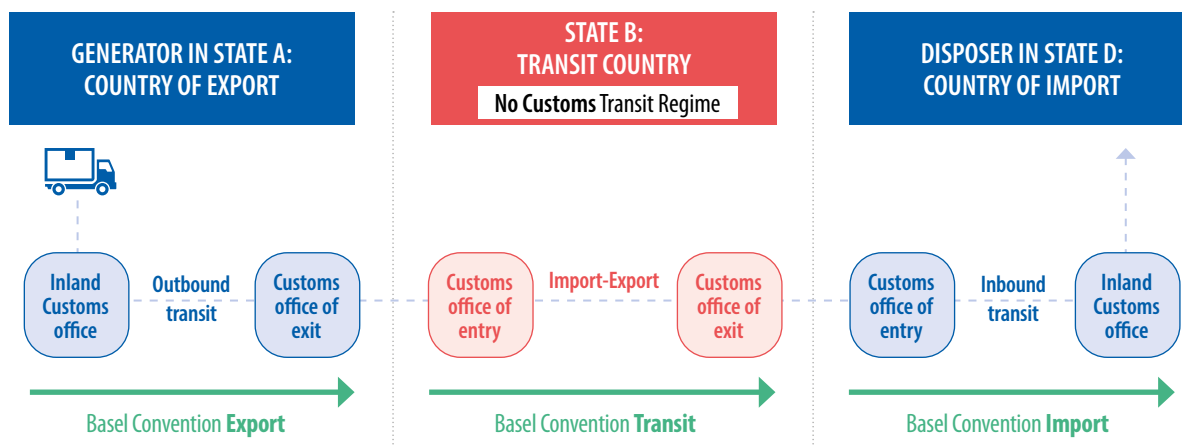 GENERATOR IN STATE A:
COUNTRY OF EXPORT
STATE B:
TRANSIT COUNTRY
No Customs Transit Regime
DISPOSER IN STATE D:
COUNTRY OF IMPORT
Inland
Customs
office
Outbound
transit
Customs
office of
exit
Customs
office of
entry
Import-Export
Customs
office of
exit
Customs
office of
entry
Inbound
transit
Inland
Customs
office
Basel Convention Export
Basel Convention Transit
Basel Convention Import